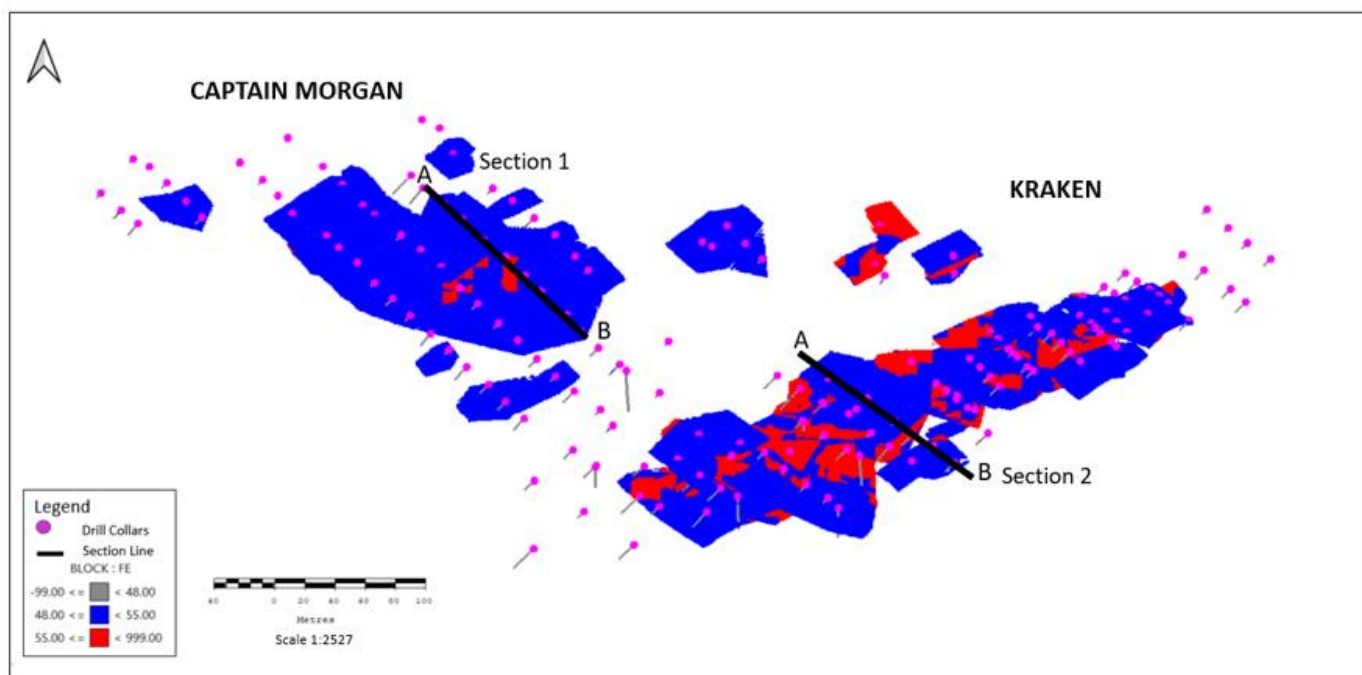 CAPTAIN MORGAN
Section 1
KRAKEN
A
B
A
B
Section 2
Legend
Drill Collars
Section Line
BLOCK : FE
-99.00 <= < 48.00
48.00 <= < 55.00
55.00 <= < 999.00
40 0 20 40 60 80 100
Metres
Scale 1:2527